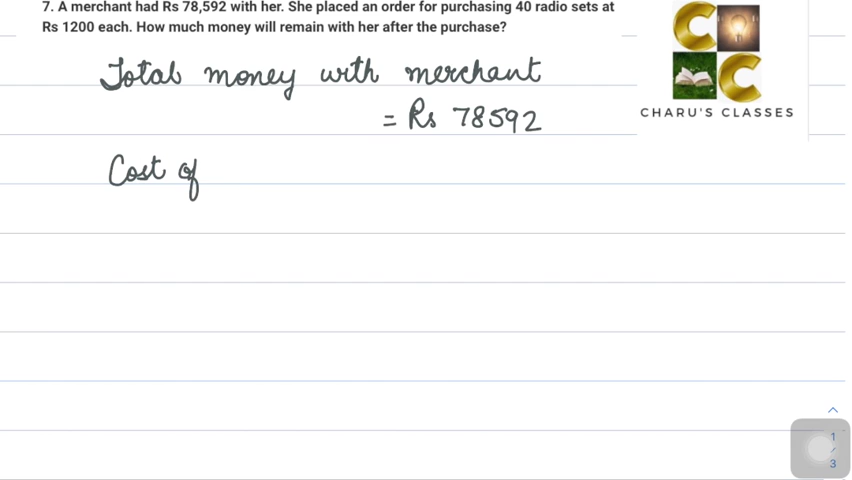 7. A merchant had Rs 78,592 with her. She placed an order for purchasing 40 radio sets at
Rs 1200 each. How much money will remain with her after the purchase?
C
C
CHARU'S CLASSES
Total money with merchant
= Rs 78592
Cost of
1
/
3